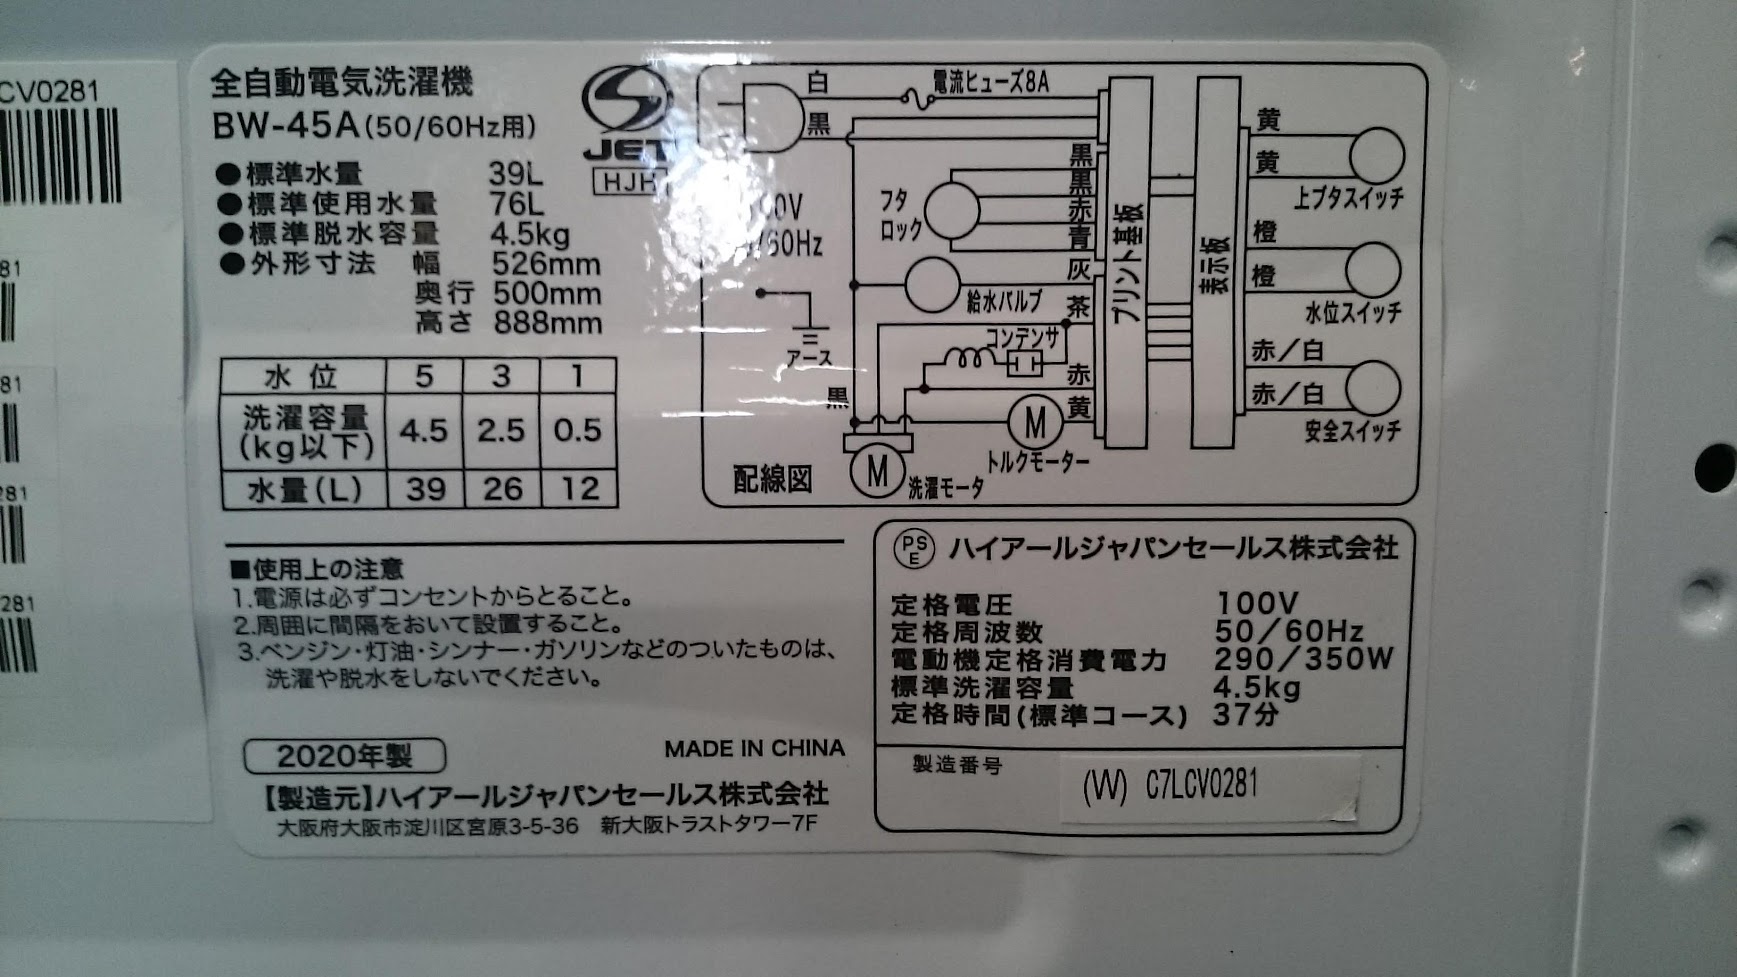 CV0281
81
81
281
281
全自動電気洗濯機
BW-45A(50/60Hz用)
JET
HJH
●標準水量 39L
●標準使用水量 76L
●標準脱水容量 4.5kg
●外形寸法 幅 526mm
奥行 500mm
高さ 888mm
水位 5 3 1
洗濯容量(kg以下) 4.5 2.5 0.5
水量(L) 39 26 12
白
電流ヒューズ8A
黒
/60Hz
アース
黒
黒
赤
青
フタロック
灰
給水バルブ
茶
コンデンサ
赤
黒
黄
M
トルクモーター
M
洗濯モータ
配線図
プリント基板
表示板
黄
黄
上ブタスイッチ
橙
橙
水位スイッチ
赤/白
赤/白
安全スイッチ
■使用上の注意
1.電源は必ずコンセントからとること。
2.周囲に間隔をおいて設置すること。
3.ベンジン・灯油・シンナー・ガソリンなどのついたものは、
洗濯や脱水をしないでください。
2020年製
MADE IN CHINA
【製造元】ハイアールジャパンセールス株式会社
大阪府大阪市淀川区宮原3-5-36 新大阪トラストタワー7F
PSE ハイアールジャパンセールス株式会社
定格電圧 100V
定格周波数 50/60Hz
電動機定格消費電力 290/350W
標準洗濯容量 4.5kg
定格時間(標準コース) 37分
製造番号 (W) C7LCV0281